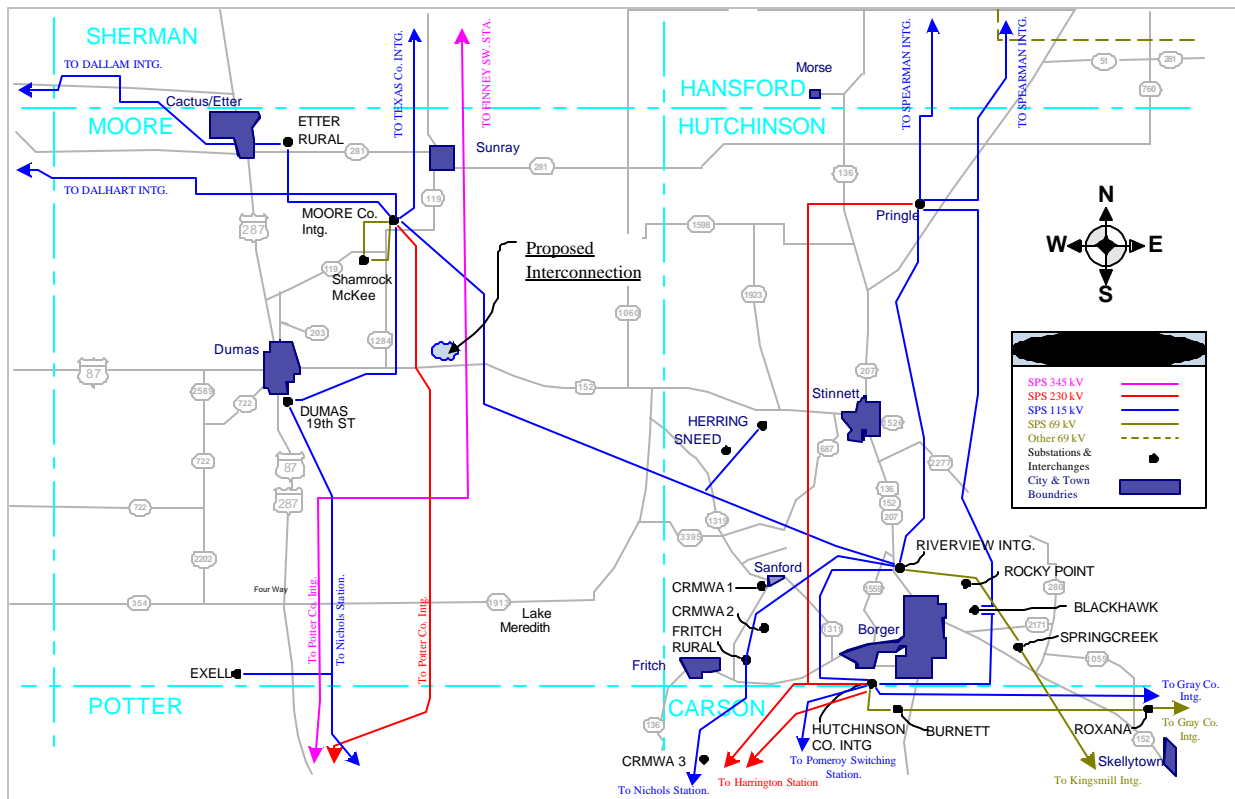 SHERMAN
TO DALLAM INTG.
Cactus/Etter
MOORE
ETTER
RURAL
TO DALHART INTG.
TO TEXAS Co. INTG.
TO FINNEY SW. STA.
281
Sunray
281
119
287
MOORE Co.
Intg.
Shamrock
McKee
119
203
1284
Dumas
87
2589
722
DUMAS
19th ST
87
287
722
722
2202
354
Four Way
1913
Lake
Meredith
To Potter Co. Intg.
To Nichols Station.
To Potter Co. Intg.
EXELL
POTTER
Proposed
Interconnection
HANSFORD
HUTCHINSON
Morse
TO SPEARMAN INTG.
TO SPEARMAN INTG.
51
281
760
136
Pringle
1598
1923
1060
207
152
Stinnett
1526
HERRING
SNEED
687
2277
136
152
207
1319
3395
Sanford
RIVERVIEW INTG.
ROCKY POINT
CRMWA 1
1559
280
BLACKHAWK
CRMWA 2
1319
Borger
2171
FRITCH
RURAL
SPRINGCREEK
1059
Fritch
CARSON
136
HUTCHINSON
CO. INTG
BURNETT
ROXANA
To Gray Co.
Intg.
To Gray Co.
Intg.
152
Skellytown
CRMWA 3
To Nichols Station.
To Harrington Station
To Pomeroy Switching
Station.
To Kingsmill Intg.
N
W
E
S
SPS 345 kV
SPS 230 kV
SPS 115 kV
SPS 69 kV
Other 69 kV
Substations &
Interchanges
City & Town
Boundries